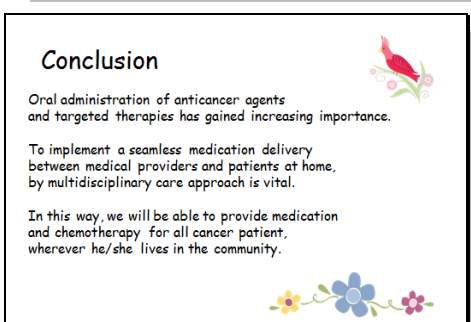 Conclusion
Oral administration of anticancer agents
and targeted therapies has gained increasing importance.
To implement a seamless medication delivery
between medical providers and patients at home,
by multidisciplinary care approach is vital.
In this way, we will be able to provide medication
and chemotherapy for all cancer patient,
wherever he/she lives in the community.